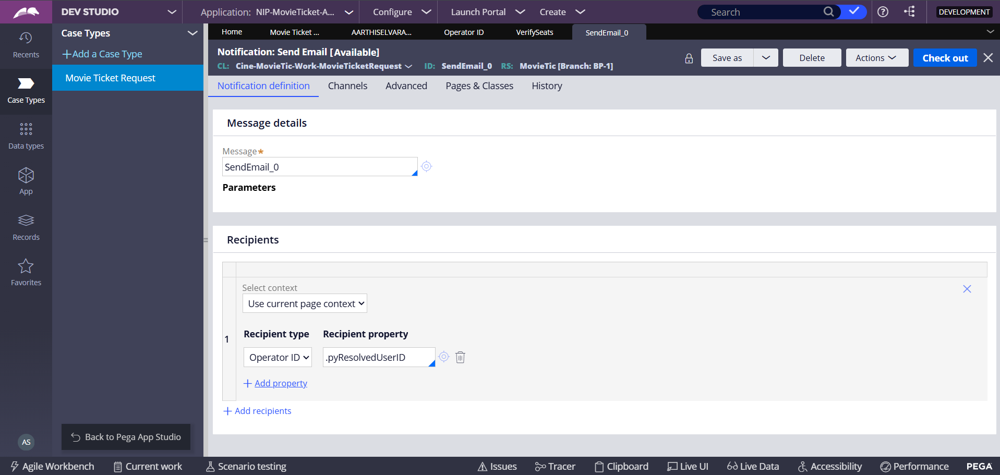 DEV STUDIO
Application: NIP-MovieTicket-A...
Configure
Launch Portal
Create
Search
DEVELOPMENT
Recents
Case Types
Data types
App
Records
Favorites
AS
Case Types
Add a Case Type
Movie Ticket Request
Back to Pega App Studio
Home
Movie Ticket ...
AARTHISELVARA...
Operator ID
VerifySeats
SendEmail_0
Notification: Send Email [Available]
CL: Cine-MovieTic-Work-MovieTicketRequest ID: SendEmail_0 RS: MovieTic [Branch: BP-1]
Save as
Delete
Actions
Check out
Notification definition
Channels
Advanced
Pages & Classes
History
Message details
Message*
SendEmail_0
Parameters
Recipients
1
Select context
Use current page context
Recipient type
Recipient property
Operator ID
.pyResolvedUserID
Add property
Add recipients
Agile Workbench
Current work
Scenario testing
Issues
Tracer
Clipboard
Live UI
Live Data
Accessibility
Performance
PEGA